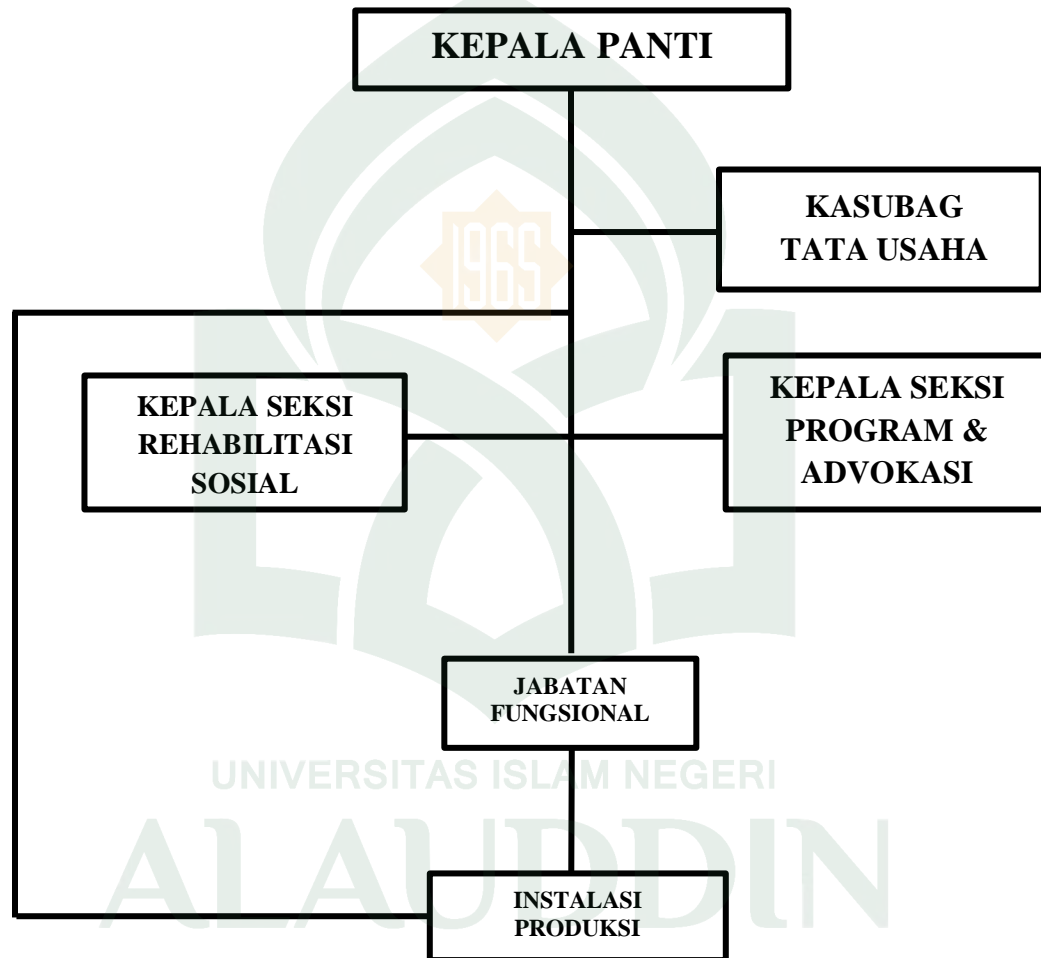 KEPALA PANTI
KASUBAG
TATA USAHA
1965
KEPALA SEKSI
REHABILITASI
SOSIAL
KEPALA SEKSI
PROGRAM &
ADVOKASI
JABATAN
FUNGSIONAL
UNIVERSITAS ISLAM NEGERI
ALAUDDIN
INSTALASI
PRODUKSI